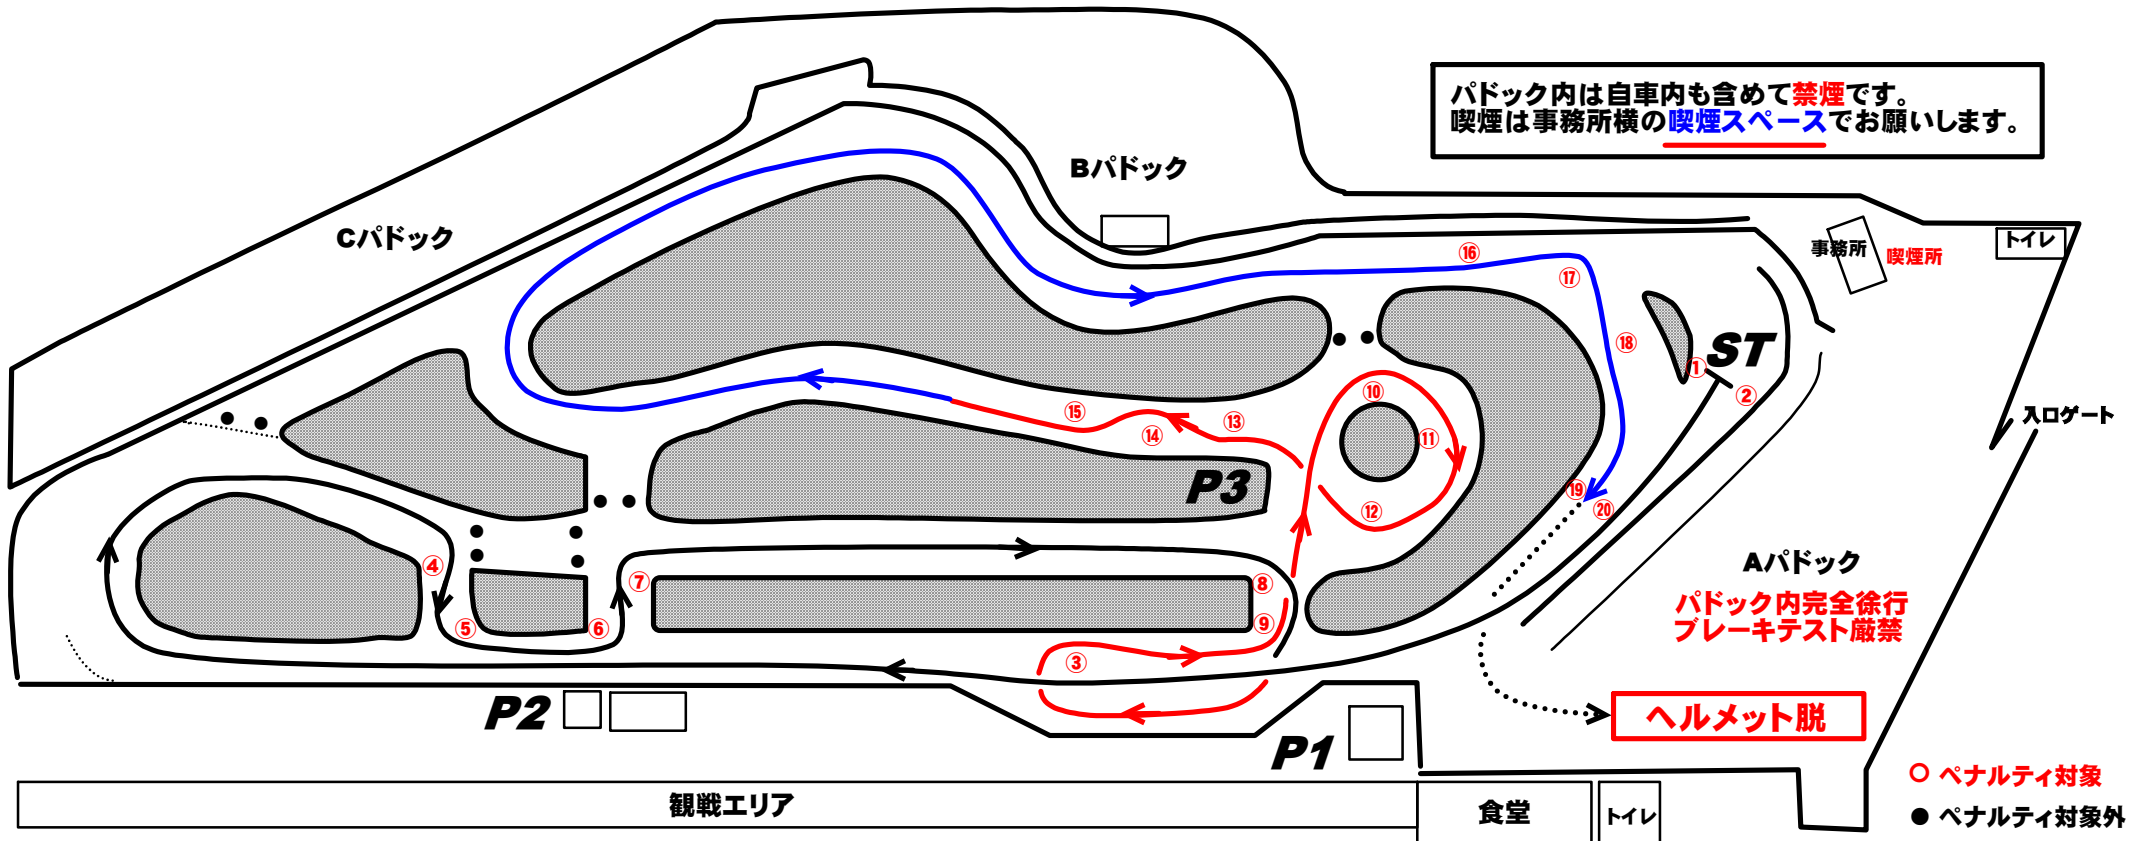 パドック内は自車内も含めて禁煙です。
喫煙は事務所横の喫煙スペースでお願いします。
Bパドック
Cパドック
事務所
喫煙所
トイレ
⑯
⑰
⑱
ST
①
②
入口ゲート
⑩
⑮
⑬
⑭
⑪
P3
⑲
⑳
⑫
④
⑦
⑧
⑤
⑥
⑨
③
Aパドック
パドック内完全徐行
ブレーキテスト厳禁
P2
P1
ヘルメット脱
○ ペナルティ対象
● ペナルティ対象外
観戦エリア
食堂
トイレ